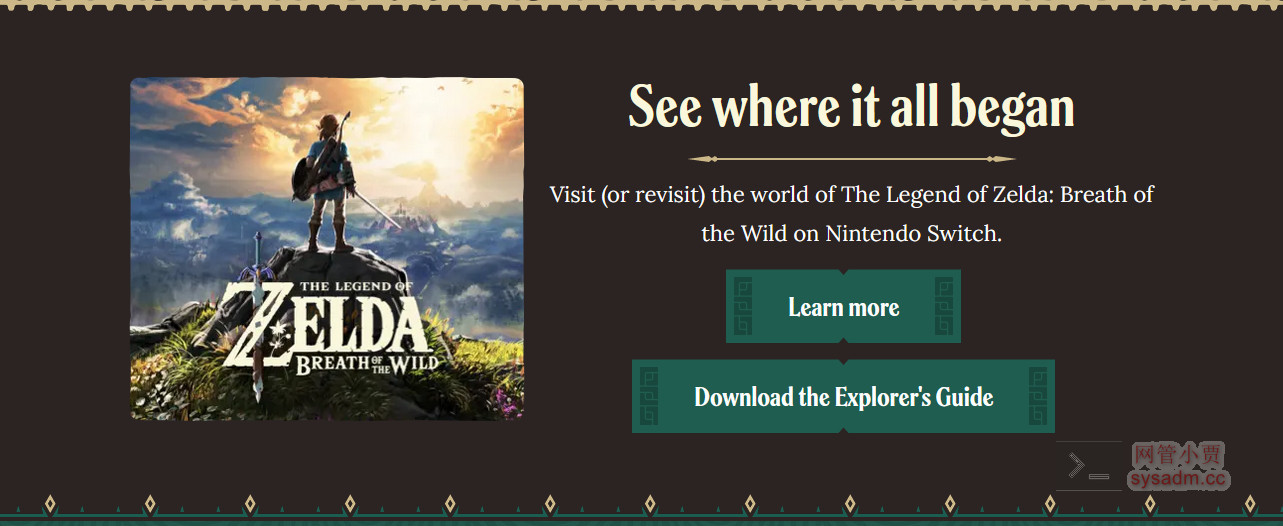 See where it all began
Visit (or revisit) the world of The Legend of Zelda: Breath of
the Wild on Nintendo Switch.
THE LEGEND OF
ZELDA
BREATH OF THE WILD
Learn more
Download the Explorer's Guide
>_
网管小贾
sysadm.cc